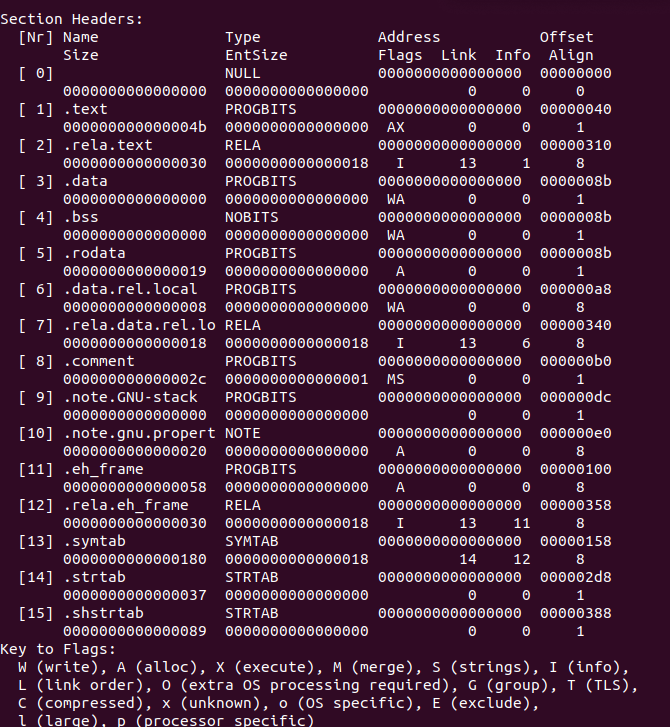 Section Headers:
  [Nr] Name              Type             Address           Offset
       Size              EntSize          Flags  Link  Info  Align
  [ 0]                   NULL             0000000000000000  00000000
       0000000000000000  0000000000000000           0     0     0
  [ 1] .text             PROGBITS         0000000000000000  00000040
       000000000000004b  0000000000000000  AX       0     0     1
  [ 2] .rela.text        RELA             0000000000000000  00000310
       0000000000000030  0000000000000018   I      13     1     8
  [ 3] .data             PROGBITS         0000000000000000  0000008b
       0000000000000000  0000000000000000  WA       0     0     1
  [ 4] .bss              NOBITS           0000000000000000  0000008b
       0000000000000000  0000000000000000  WA       0     0     1
  [ 5] .rodata           PROGBITS         0000000000000000  0000008b
       0000000000000019  0000000000000000   A       0     0     1
  [ 6] .data.rel.local   PROGBITS         0000000000000000  000000a8
       0000000000000008  0000000000000000  WA       0     0     8
  [ 7] .rela.data.rel.lo RELA             0000000000000000  00000340
       0000000000000018  0000000000000018   I      13     6     8
  [ 8] .comment          PROGBITS         0000000000000000  000000b0
       000000000000002c  0000000000000001  MS       0     0     1
  [ 9] .note.GNU-stack   PROGBITS         0000000000000000  000000dc
       0000000000000000  0000000000000000           0     0     1
  [10] .note.gnu.propert NOTE             0000000000000000  000000e0
       0000000000000020  0000000000000000   A       0     0     8
  [11] .eh_frame         PROGBITS         0000000000000000  00000100
       0000000000000058  0000000000000000   A       0     0     8
  [12] .rela.eh_frame    RELA             0000000000000000  00000358
       0000000000000030  0000000000000018   I      13    11     8
  [13] .symtab           SYMTAB           0000000000000000  00000158
       0000000000000180  0000000000000018          14    12     8
  [14] .strtab           STRTAB           0000000000000000  000002d8
       0000000000000037  0000000000000000           0     0     1
  [15] .shstrtab         STRTAB           0000000000000000  00000388
       0000000000000089  0000000000000000           0     0     1
Key to Flags:
  W (write), A (alloc), X (execute), M (merge), S (strings), I (info),
  L (link order), O (extra OS processing required), G (group), T (TLS),
  C (compressed), x (unknown), o (OS specific), E (exclude),
  l (large), p (processor specific)